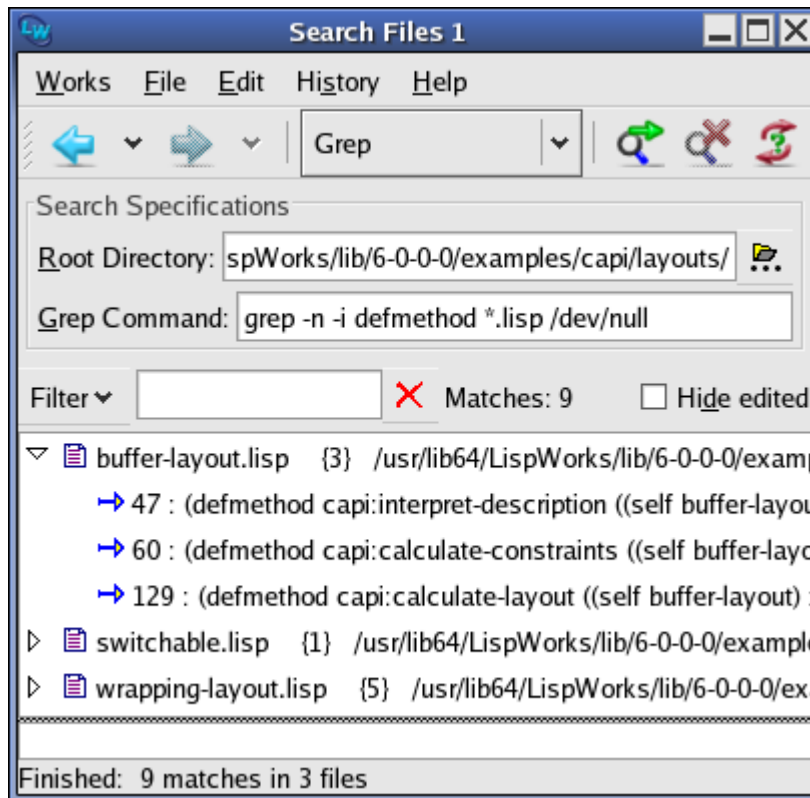 LW Search Files 1
Works File Edit History Help
Grep
Search Specifications
Root Directory: spWorks/lib/6-0-0-0/examples/capi/layouts/
Grep Command: grep -n -i defmethod *.lisp /dev/null
Filter Matches: 9 Hide edited
buffer-layout.lisp {3} /usr/lib64/LispWorks/lib/6-0-0-0/examp
47 : (defmethod capi:interpret-description ((self buffer-layou
60 : (defmethod capi:calculate-constraints ((self buffer-layo
129 : (defmethod capi:calculate-layout ((self buffer-layout)
switchable.lisp {1} /usr/lib64/LispWorks/lib/6-0-0-0/example
wrapping-layout.lisp {5} /usr/lib64/LispWorks/lib/6-0-0-0/exa
Finished: 9 matches in 3 files